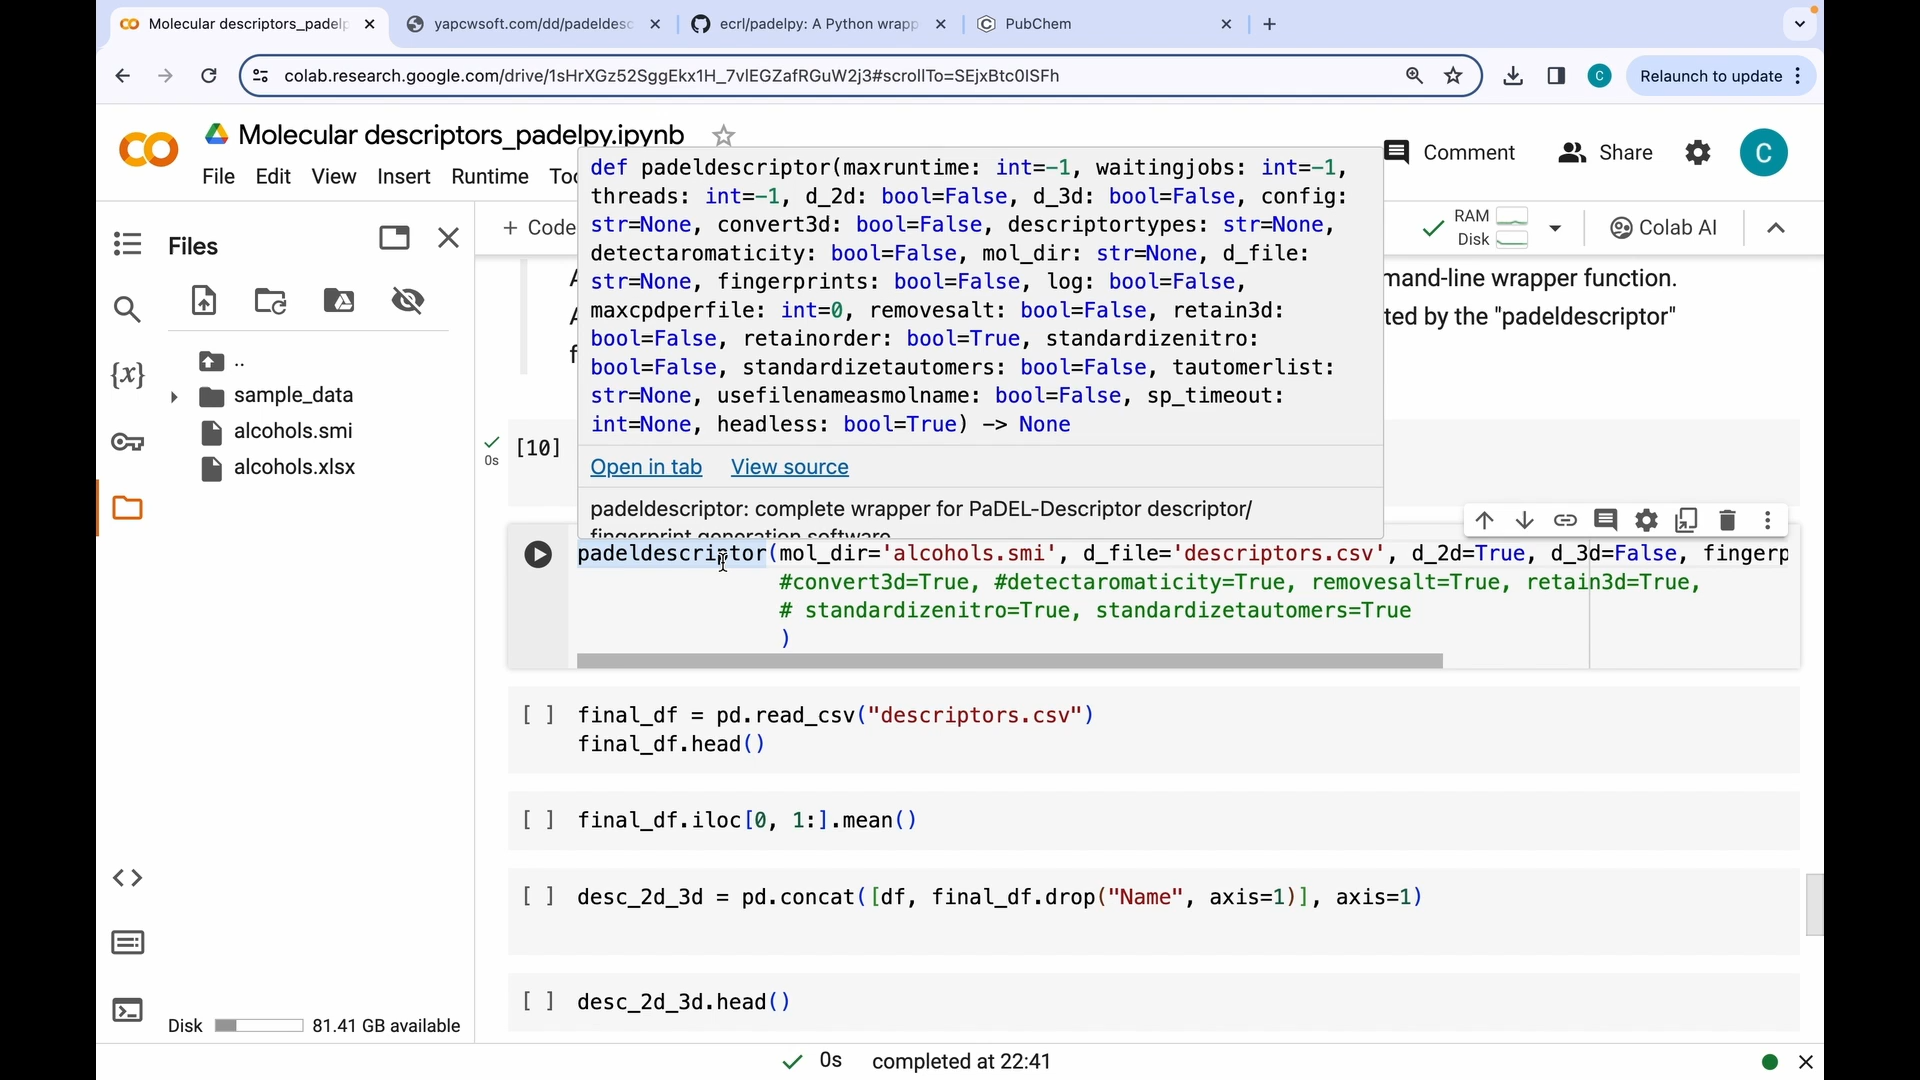 Molecular descriptors_padelp
yapcwsoft.com/dd/padeldesc
ecrl/padelpy: A Python wrapp
PubChem
colab.research.google.com/drive/1sHrXGz52SggEkx1H_7vlEGZafRGuW2j3#scrollTo=SEjxBtc0lSFh
C
Relaunch to update
Molecular descriptors_padelpy.ipynb
File Edit View Insert Runtime Too
Comment
Share
C
def padeldescriptor(maxruntime: int=-1, waitingjobs: int=-1,
threads: int=-1, d_2d: bool=False, d_3d: bool=False, config:
str=None, convert3d: bool=False, descriptortypes: str=None,
detectaromaticity: bool=False, mol_dir: str=None, d_file:
str=None, fingerprints: bool=False, log: bool=False,
maxcpdperfile: int=0, removesalt: bool=False, retain3d:
bool=False, retainorder: bool=True, standardizenitro:
bool=False, standardizetautomers: bool=False, tautomerlist:
str=None, usefilenameasmolname: bool=False, sp_timeout:
int=None, headless: bool=True) -> None
Open in tab View source
padeldescriptor: complete wrapper for PaDEL-Descriptor descriptor/
fingerprint generation software
+ Code
RAM
Disk
Colab AI
Files
..
sample_data
alcohols.smi
alcohols.xlsx
{x}
mand-line wrapper function.
ted by the "padeldescriptor"
f
0s
[10]
padeldescriptor(mol_dir='alcohols.smi', d_file='descriptors.csv', d_2d=True, d_3d=False, fingerp
#convert3d=True, #detectaromaticity=True, removesalt=True, retain3d=True,
# standardizenitro=True, standardizetautomers=True
)
[ ] final_df = pd.read_csv("descriptors.csv")
final_df.head()
[ ] final_df.iloc[0, 1:].mean()
[ ] desc_2d_3d = pd.concat([df, final_df.drop("Name", axis=1)], axis=1)
[ ] desc_2d_3d.head()
Disk 81.41 GB available
0s completed at 22:41